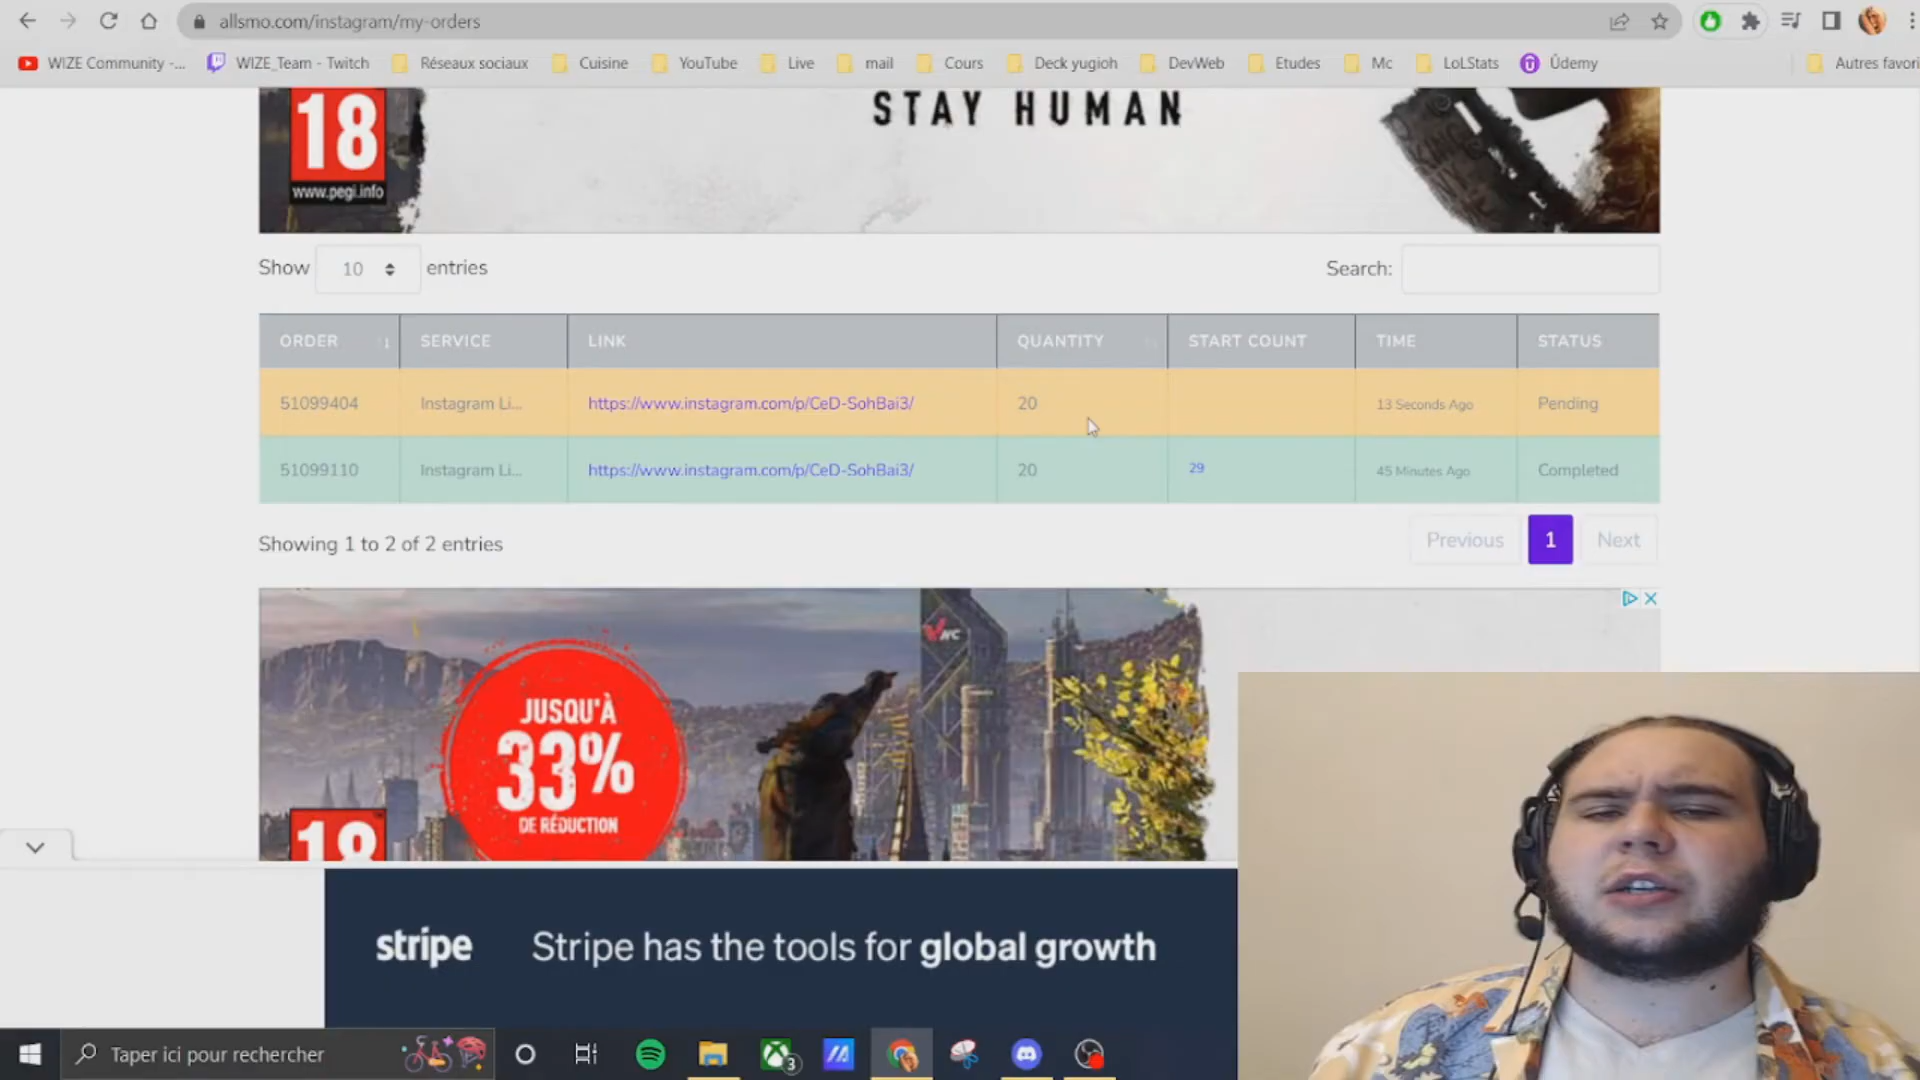 allsmo.com/instagram/my-orders
WIZE Community -...
WIZE_Team - Twitch
Réseaux sociaux
Cuisine
YouTube
Live
mail
Cours
Deck yugioh
DevWeb
Etudes
Mc
LoLStats
Udemy
Autres favori
18
www.pegi.info
STAY HUMAN
Show 10 entries
Search:
ORDER SERVICE LINK QUANTITY START COUNT TIME STATUS
51099404 Instagram Li... https://www.instagram.com/p/CeD-SohBai3/ 20 13 Seconds Ago Pending
51099110 Instagram Li... https://www.instagram.com/p/CeD-SohBai3/ 20 29 45 Minutes Ago Completed
Showing 1 to 2 of 2 entries
Previous 1 Next
JUSQU'À
33%
DE RÉDUCTION
18
stripe Stripe has the tools for global growth
Taper ici pour rechercher
3